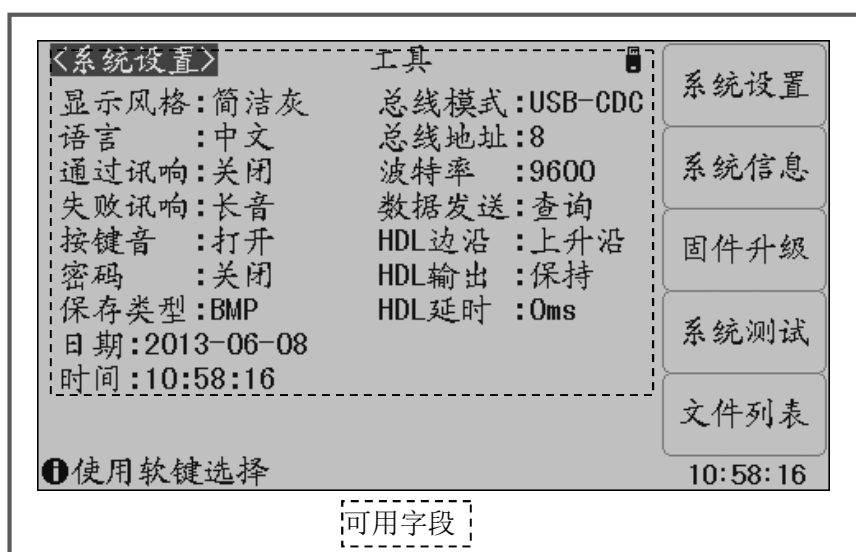 <系统设置> 工具
显示风格:简洁灰 总线模式:USB-CDC
语言 :中文 总线地址:8
通过讯响:关闭 波特率 :9600
失败讯响:长音 数据发送:查询
按键音 :打开 HDL边沿 :上升沿
密码 :关闭 HDL输出 :保持
保存类型:BMP HDL延时 :0ms
日期:2013-06-08
时间:10:58:16
系统设置
系统信息
固件升级
系统测试
文件列表
使用软键选择 10:58:16
可用字段